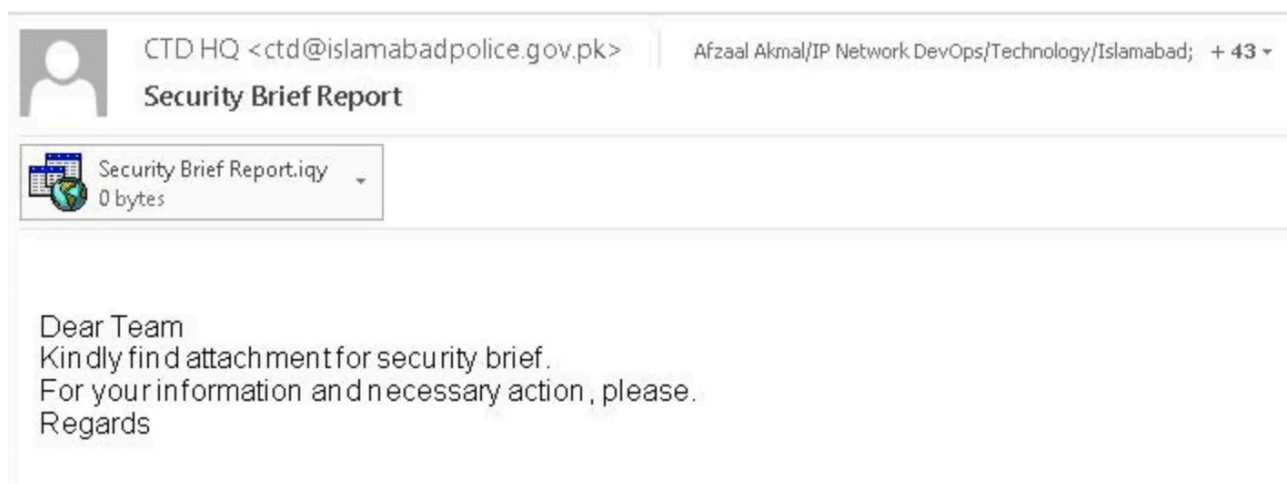 CTD HQ <ctd@islamabadpolice.gov.pk> Afzaal Akmal/IP Network DevOps/Technology/Islamabad; + 43
Security Brief Report
Security Brief Report.iqy
0 bytes
Dear Team
Kindly find attachment for security brief.
For your information and necessary action, please.
Regards